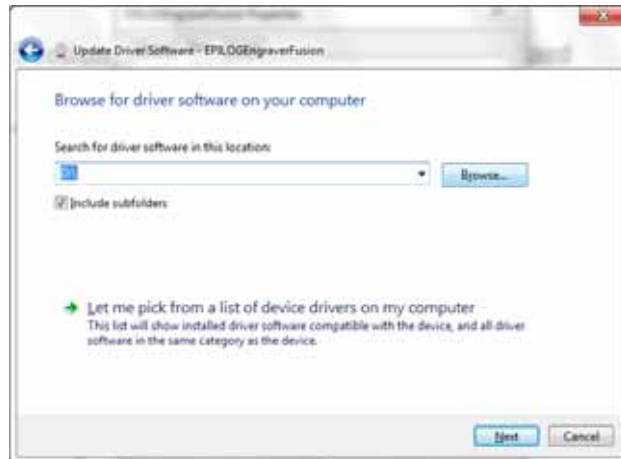 Update Driver Software - EPILOGEngraverFusion
Browse for driver software on your computer
Search for driver software in this location:
D:\
Browse...
Include subfolders
Let me pick from a list of device drivers on my computer
This list will show installed driver software compatible with the device, and all driver
software in the same category as the device.
Next
Cancel